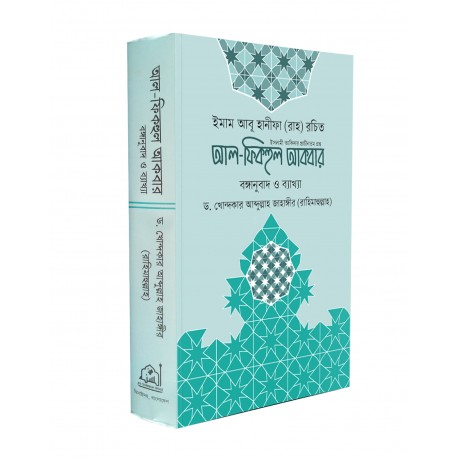 ইমাম আবূ হানীফা (রাহ) রচিত
ইসলামী আকিদার প্রাচীনতম গ্রন্থ
আল-ফিকহুল আকবার
বঙ্গানুবাদ ও ব্যাখ্যা
ড. খোন্দকার আব্দুল্লাহ জাহাঙ্গীর (রাহিমাহুল্লাহ)
আল-ফিকহুল আকবার
বঙ্গানুবাদ ও ব্যাখ্যা
ড. খোন্দকার আব্দুল্লাহ জাহাঙ্গীর
(রাহিমাহুল্লাহ)